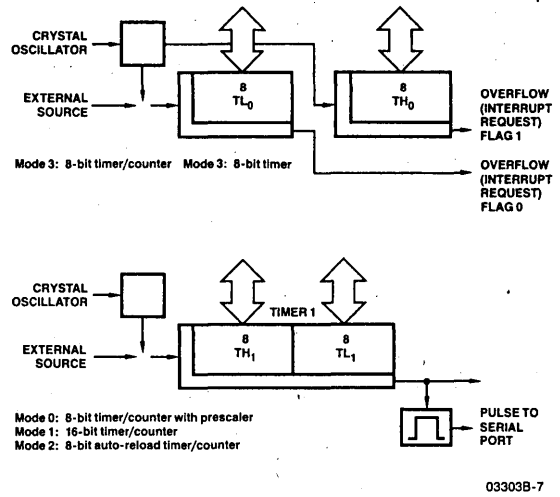 CRYSTAL
OSCILLATOR
EXTERNAL
SOURCE
8
TL0
8
TH0
OVERFLOW
(INTERRUPT
REQUEST)
FLAG 1
Mode 3: 8-bit timer/counter Mode 3: 8-bit timer
OVERFLOW
(INTERRUPT
REQUEST)
FLAG 0
CRYSTAL
OSCILLATOR
TIMER 1
EXTERNAL
SOURCE
8
TH1
8
TL1
Mode 0: 8-bit timer/counter with prescaler
Mode 1: 16-bit timer/counter
Mode 2: 8-bit auto-reload timer/counter
PULSE TO
SERIAL
PORT
03303B-7